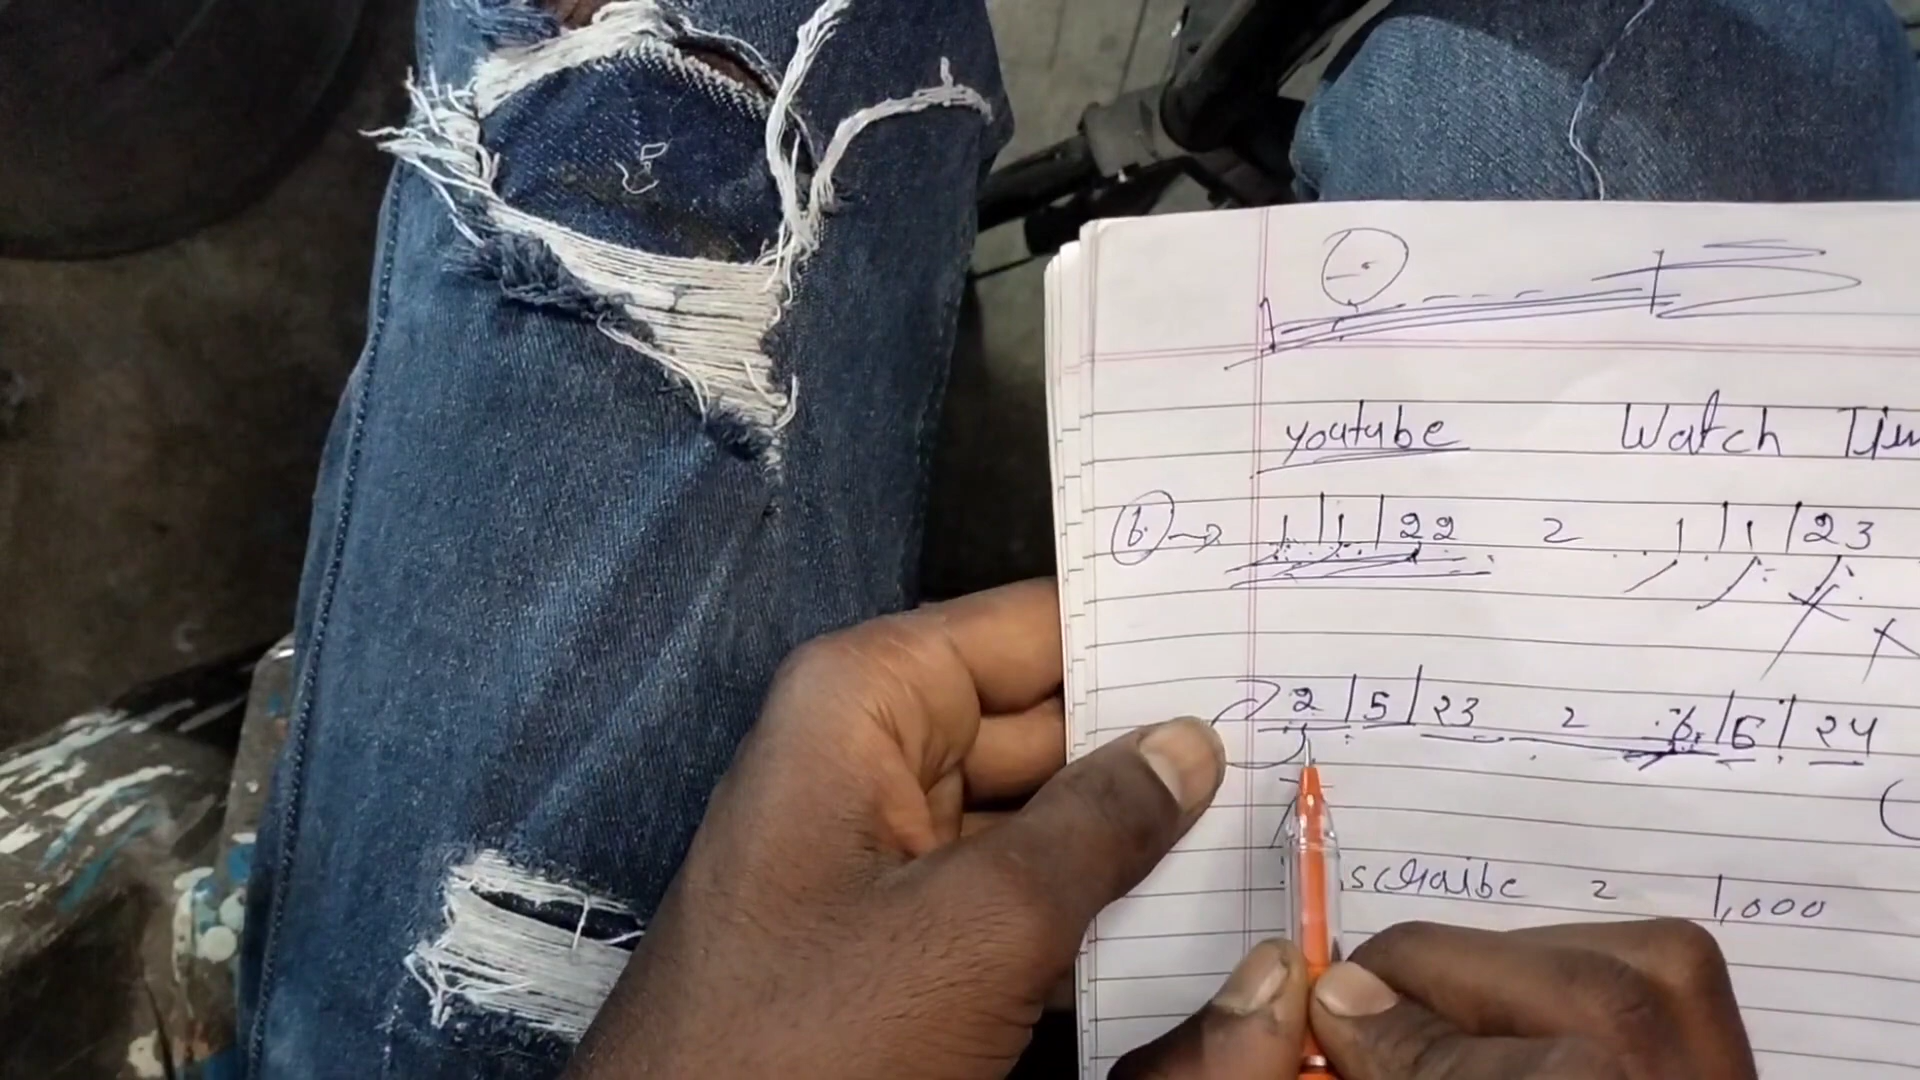 youtube Watch
b → 1/1/22 2 1/1/23
2/5/23 2 6/6/24
scraibe 2 1,000